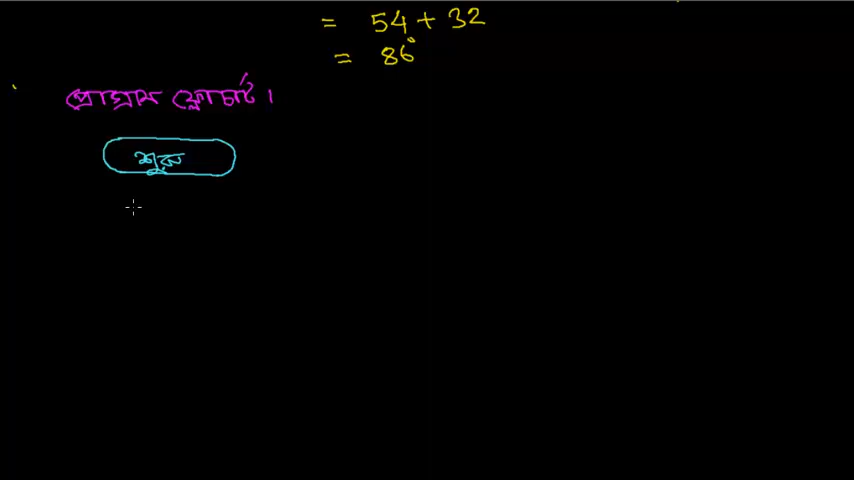 = 54 + 32
= 86°
প্রোগ্রাম ফ্লোচার্ট।
শুরু